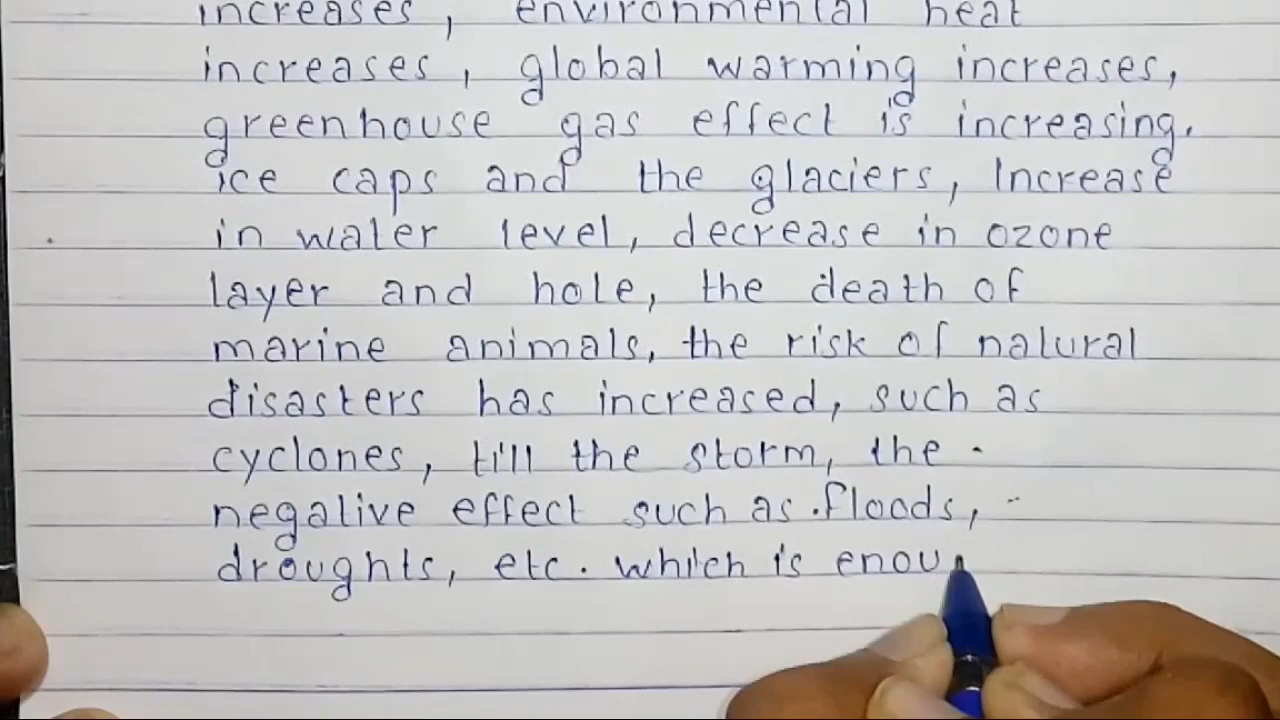 increases, environmental heat
increases, global warming increases,
greenhouse gas effect is increasing.
ice caps and the glaciers, Increase
in water level, decrease in ozone
layer and hole, the death of
marine animals, the risk of natural
disasters has increased, such as
cyclones, till the storm, the
negative effect such as floods,
droughts, etc. which is enou